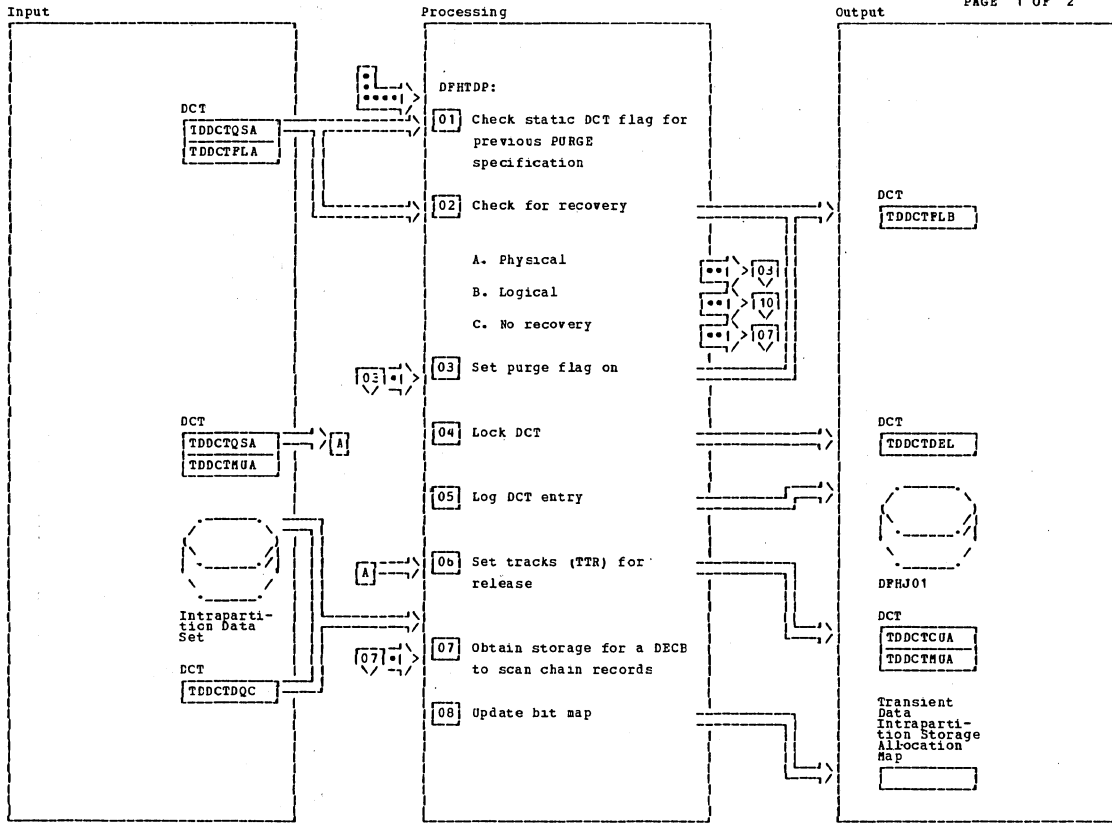 PAGE 1 OF 2
Input
Processing
Output
DFHTDP:
DCT
TDDCTQSA
TDDCTFLA
01 Check static DCT flag for
previous PURGE
specification
02 Check for recovery
DCT
TDDCTFLB
A. Physical
03
B. Logical
10
C. No recovery
07
03
03 Set purge flag on
DCT
TDDCTQSA
TDDCTMUA
A
04 Lock DCT
DCT
TDDCTDEL
05 Log DCT entry
DFHJ01
A
06 Set tracks (TTR) for
release
Intraparti-
tion Data
Set
DCT
TDDCTCUA
TDDCTMUA
07
07 Obtain storage for a DECB
to scan chain records
DCT
TDDCTDQC
08 Update bit map
Transient
Data
Intraparti-
tion Storage
Allocation
Map